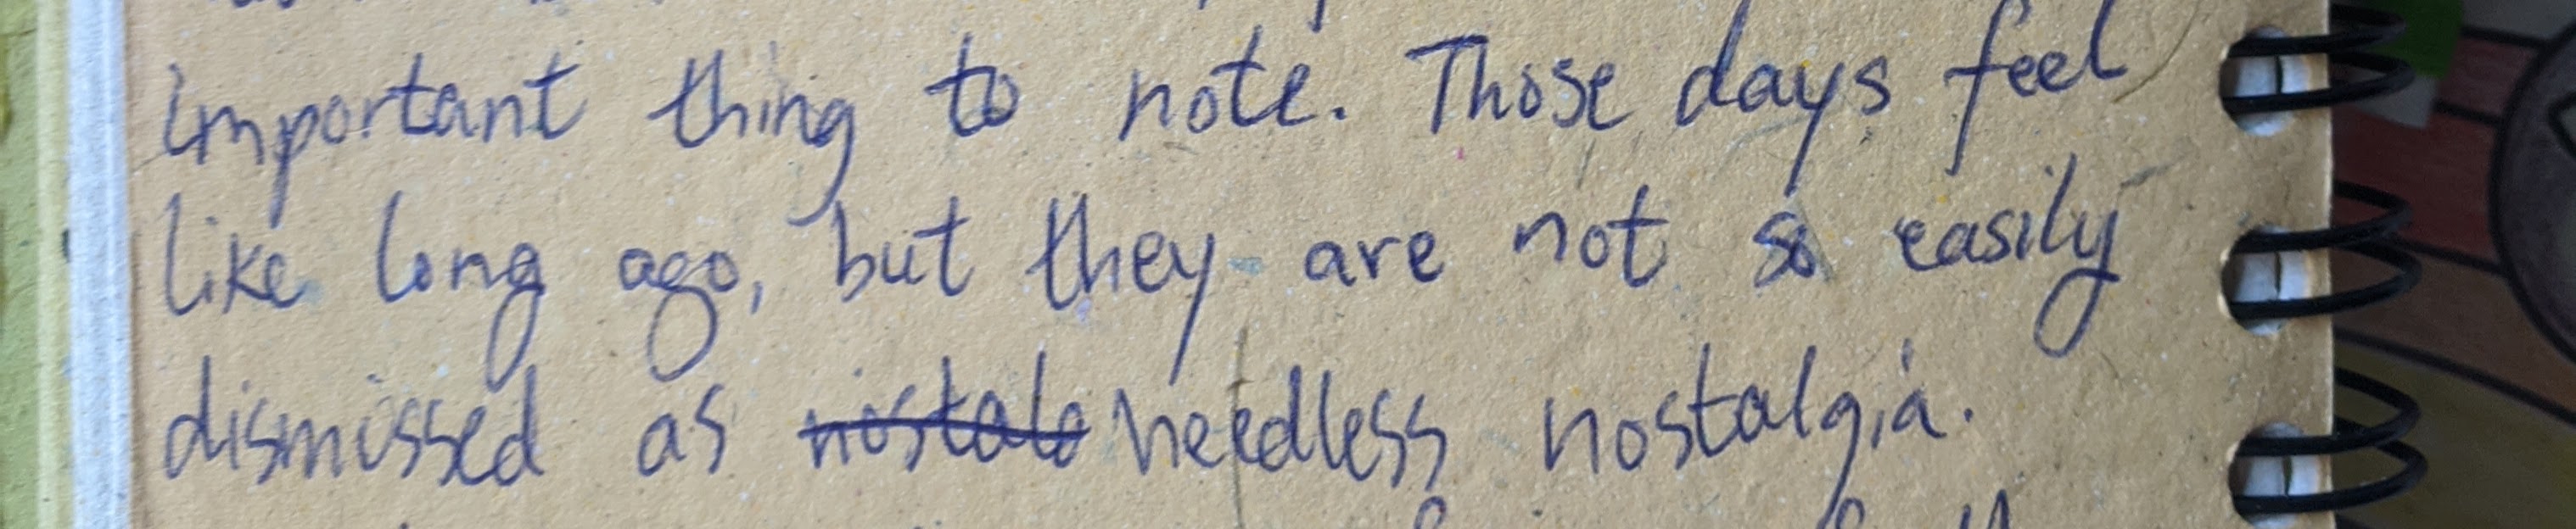 important thing to note. Those days feel
like long ago, but they are not so easily
dismissed as needless nostalgia.